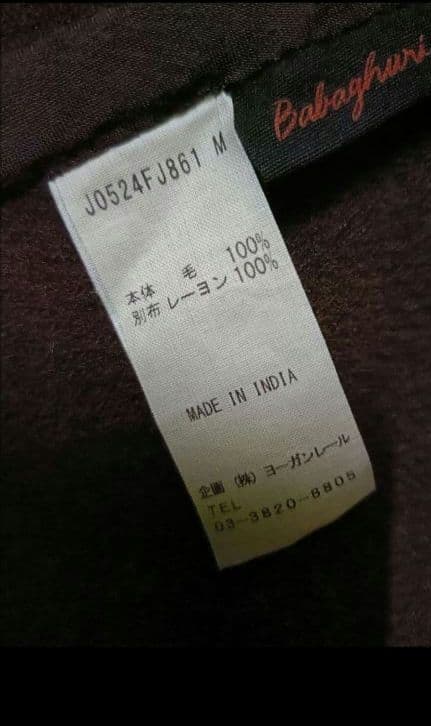 Babaghuri
J0524FJ861 M
本体 毛 100%
別布 レーヨン 100%
MADE IN INDIA
企画 (株) ヨーガンレール
TEL
03-3820-8805